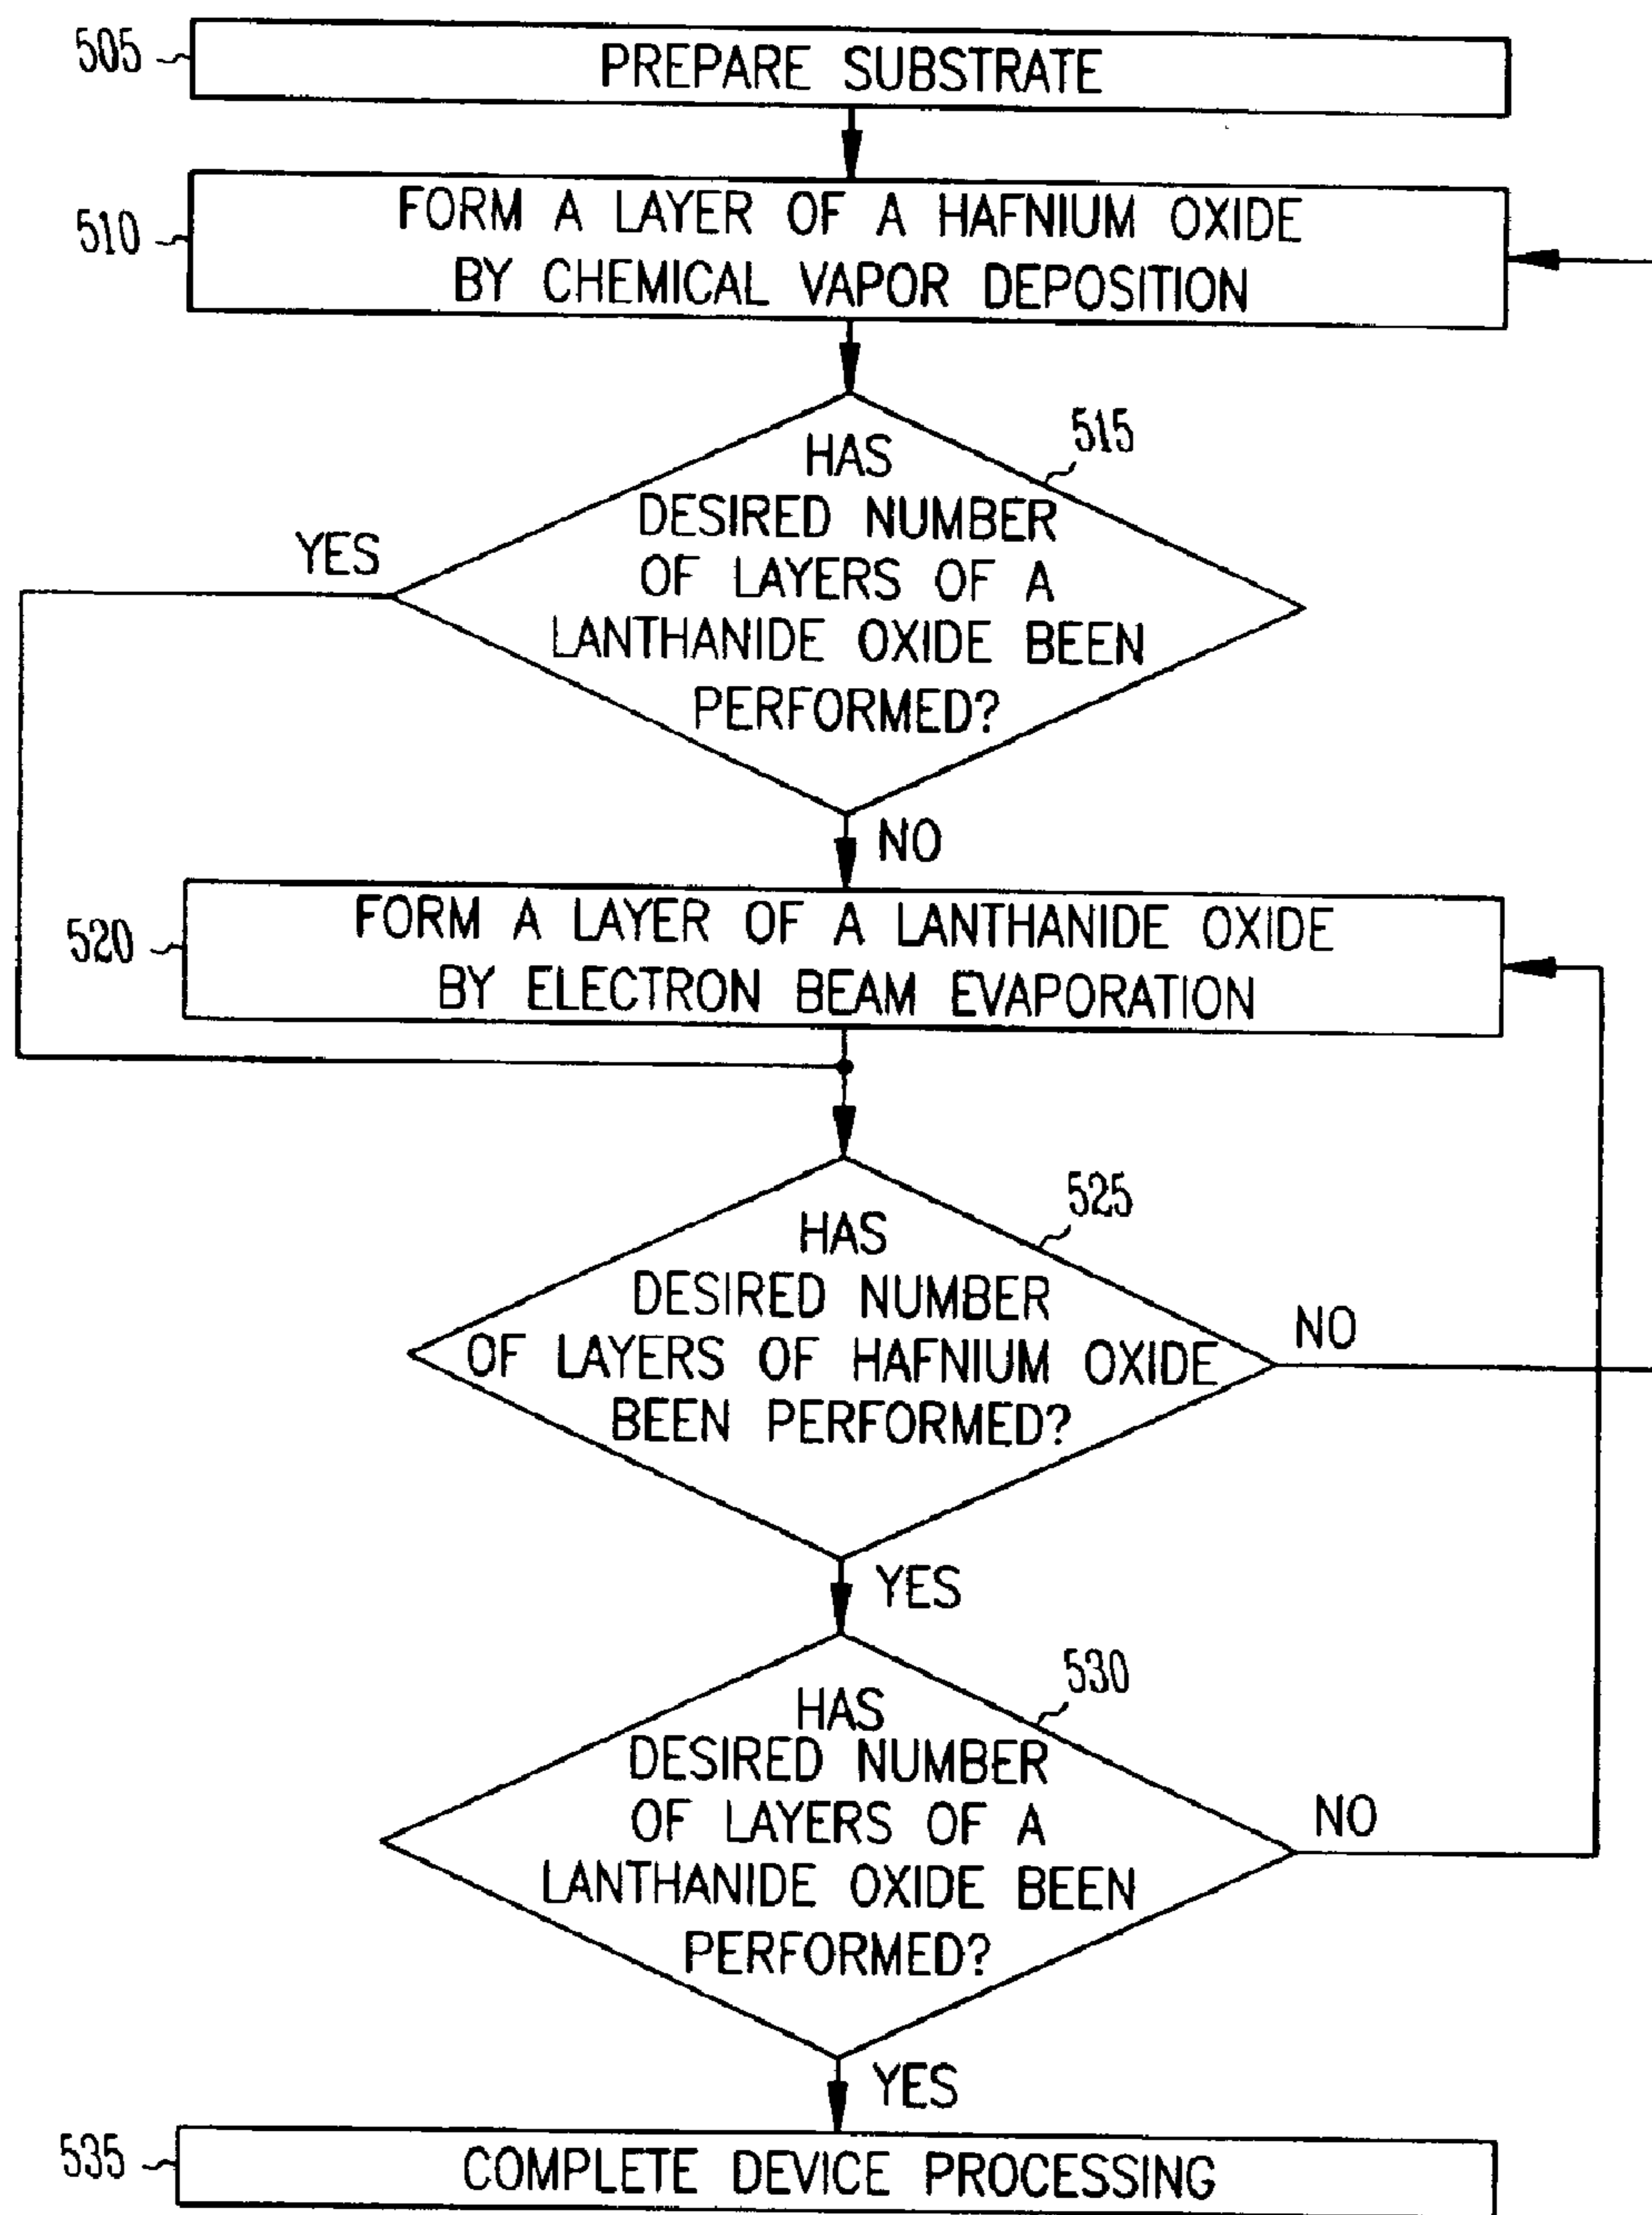 505
PREPARE SUBSTRATE
510
FORM A LAYER OF A HAFNIUM OXIDE
BY CHEMICAL VAPOR DEPOSITION
515
HAS
DESIRED NUMBER
OF LAYERS OF A
LANTHANIDE OXIDE BEEN
PERFORMED?
YES
NO
520
FORM A LAYER OF A LANTHANIDE OXIDE
BY ELECTRON BEAM EVAPORATION
525
HAS
DESIRED NUMBER
OF LAYERS OF HAFNIUM OXIDE
BEEN PERFORMED?
NO
YES
530
HAS
DESIRED NUMBER
OF LAYERS OF A
LANTHANIDE OXIDE BEEN
PERFORMED?
NO
YES
535
COMPLETE DEVICE PROCESSING